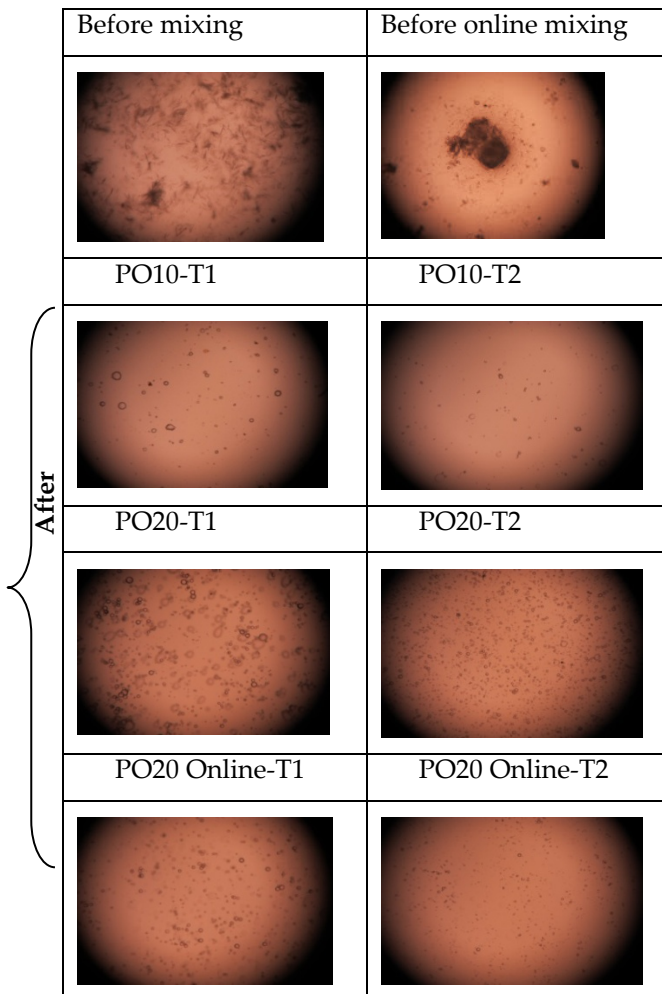 Before mixing
Before online mixing
PO10-T1
PO10-T2
After
PO20-T1
PO20-T2
PO20 Online-T1
PO20 Online-T2